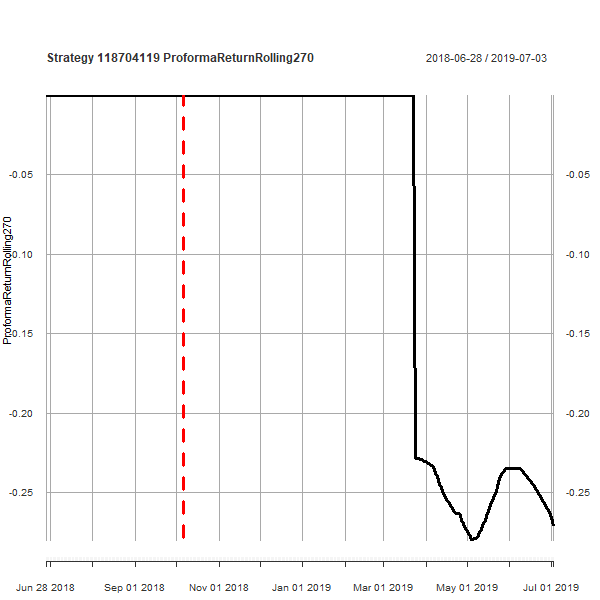 Strategy 118704119 ProformaReturnRolling270
2018-06-28 / 2019-07-03
ProformaReturnRolling270
-0.05
-0.10
-0.15
-0.20
-0.25
-0.05
-0.10
-0.15
-0.20
-0.25
Jun 28 2018
Sep 01 2018
Nov 01 2018
Jan 01 2019
Mar 01 2019
May 01 2019
Jul 01 2019